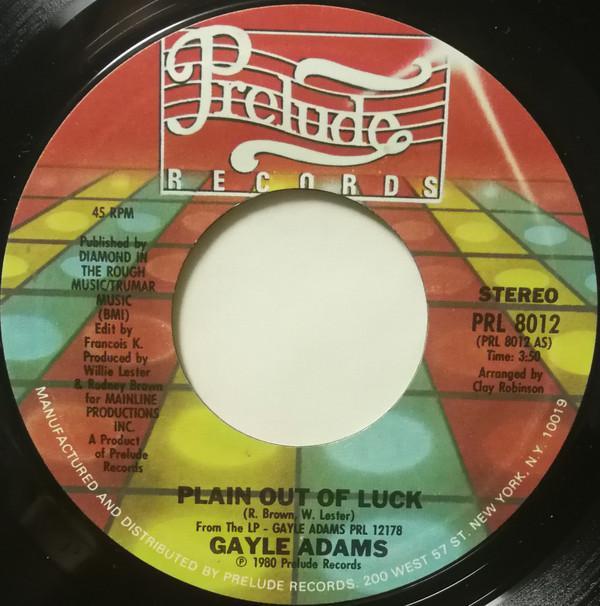 Prelude
RECORDS
45 RPM
Published by
DIAMOND IN
THE ROUGH
MUSIC/TRUMAR
MUSIC
(BMI)
Edit by
Francois K.
Produced by
Willie Lester
& Rodney Brown
for MAINLINE
PRODUCTIONS
INC.
A Product
of Prelude
Records
STEREO
PRL 8012
(PRL 8012 AS)
Time: 3:50
Arranged by
Clay Robinson
PLAIN OUT OF LUCK
(R. Brown, W. Lester)
From The LP - GAYLE ADAMS PRL 12178
GAYLE ADAMS
℗ 1980 Prelude Records
MANUFACTURED AND DISTRIBUTED BY PRELUDE RECORDS. 200 WEST 57 ST. NEW YORK, N.Y. 10019